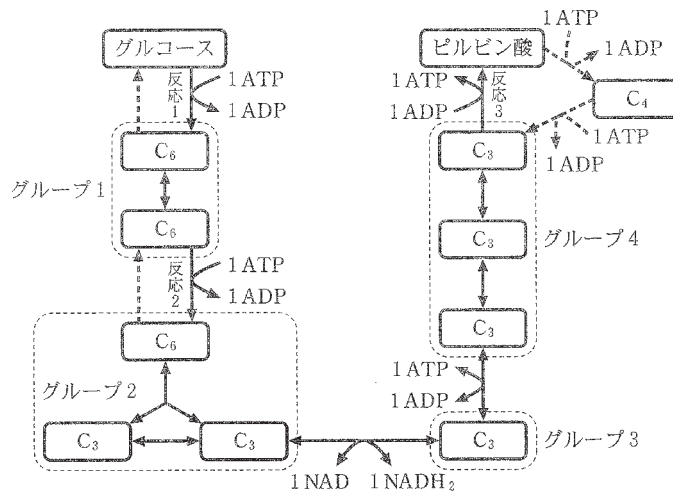 グルコース
反応1
1ATP
1ADP
C₆
グループ1
C₆
反応2
1ATP
1ADP
C₆
グループ2
C₃
C₃
1NAD
1NADH₂
ピルビン酸
1ATP
1ADP
C₄
1ATP
1ADP
反応3
1ATP
1ADP
C₃
C₃
グループ4
C₃
1ATP
1ADP
C₃
グループ3